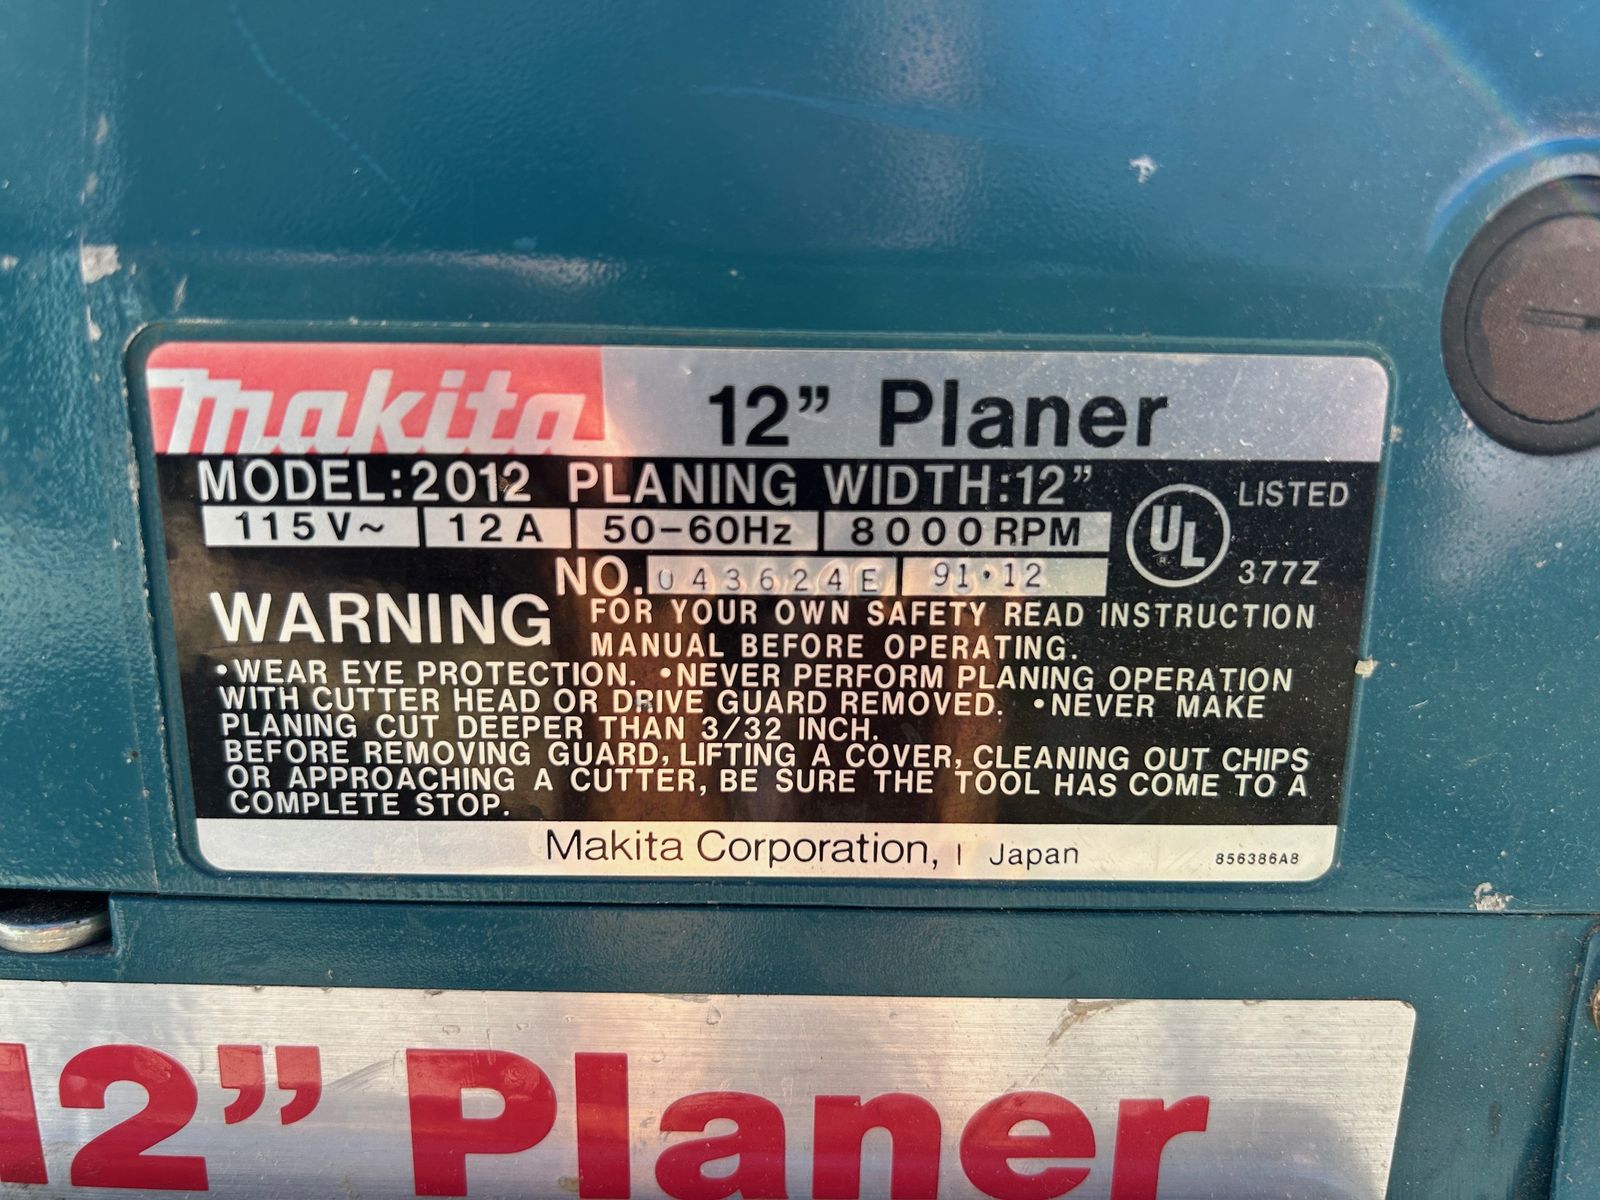 makita 12” Planer
MODEL:2012 PLANING WIDTH:12”
115V~ 12A 50-60Hz 8000RPM
UL LISTED
377Z
NO. 043624E 91•12
WARNING FOR YOUR OWN SAFETY READ INSTRUCTION
MANUAL BEFORE OPERATING.
•WEAR EYE PROTECTION. •NEVER PERFORM PLANING OPERATION
WITH CUTTER HEAD OR DRIVE GUARD REMOVED. •NEVER MAKE
PLANING CUT DEEPER THAN 3/32 INCH.
BEFORE REMOVING GUARD, LIFTING A COVER, CLEANING OUT CHIPS
OR APPROACHING A CUTTER, BE SURE THE TOOL HAS COME TO A
COMPLETE STOP.
Makita Corporation, | Japan 856386A8
12” Planer